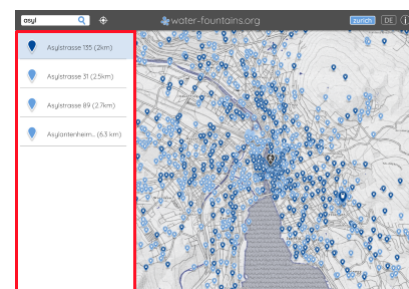 asyl
water-fountains.org
zurich
DE
Asylstrasse 135 (2km)
Asylstrasse 31 (2.5km)
Asylstrasse 89 (2.7km)
Asylantenheim... (6.3 km)